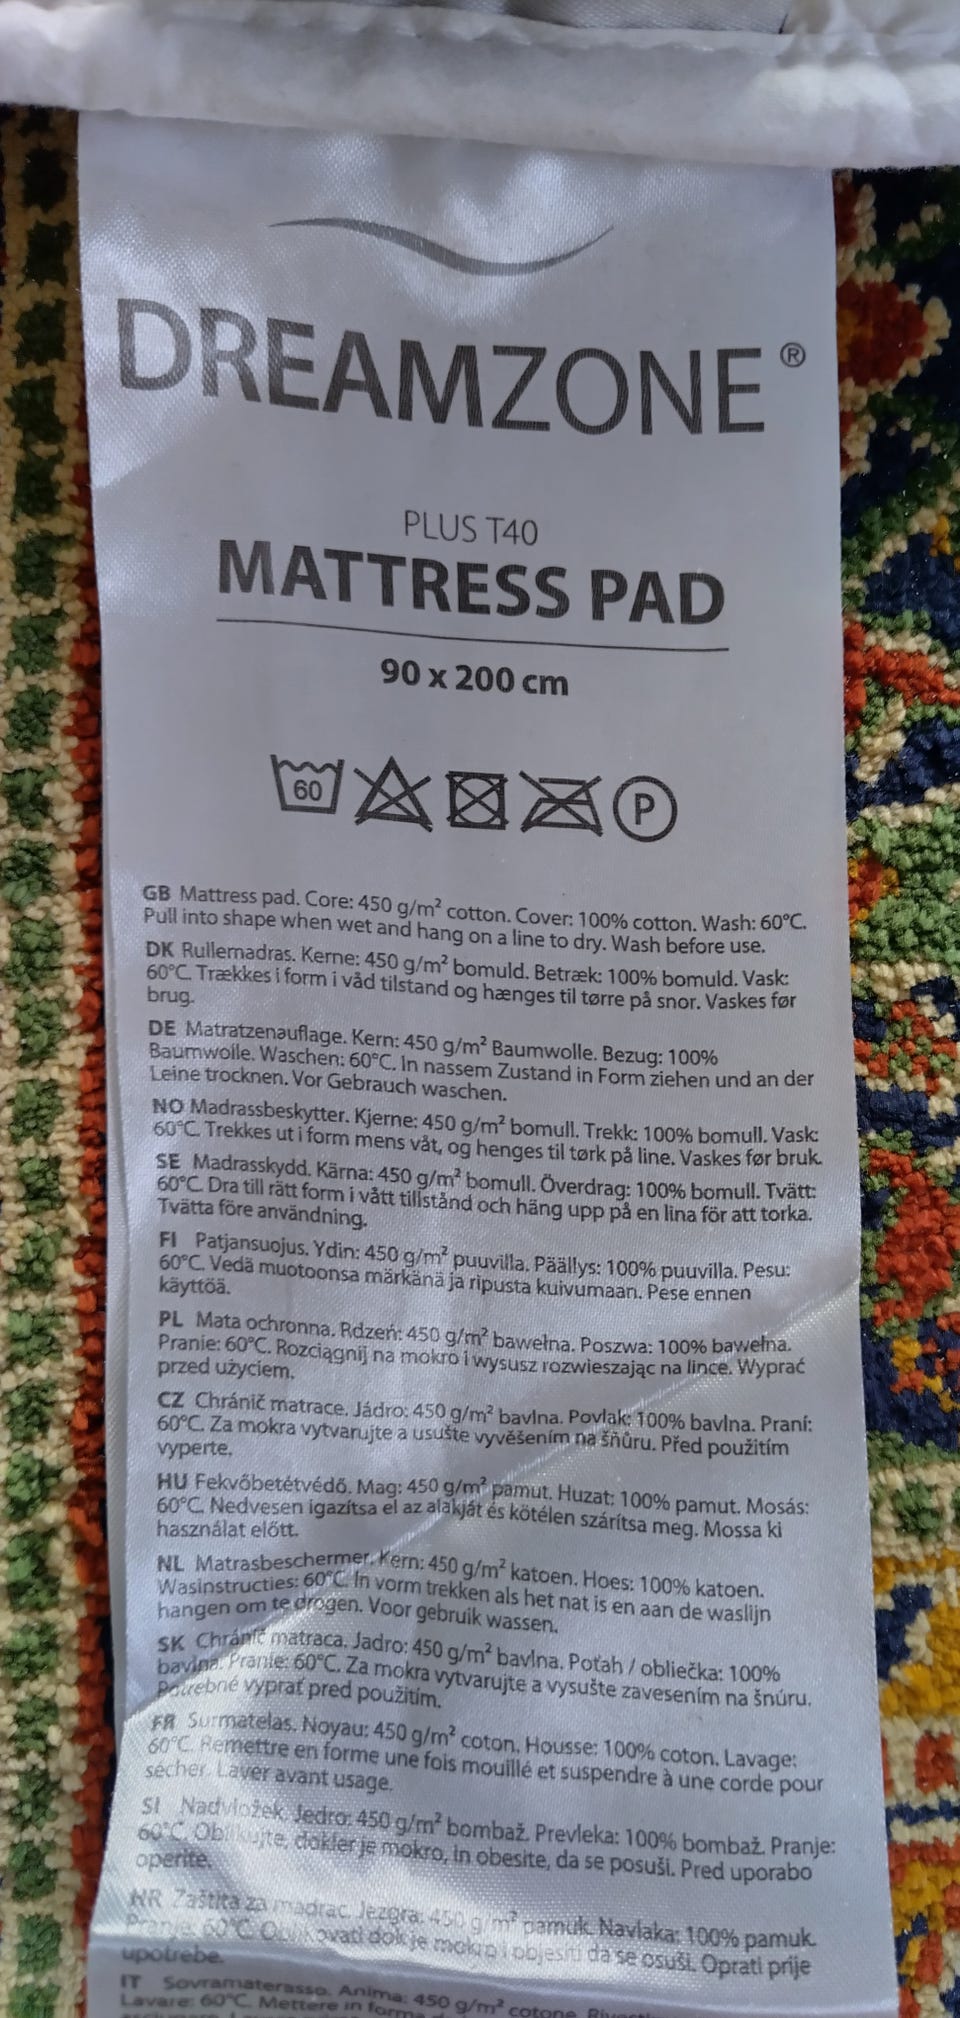 DREAMZONE®
PLUS T40
MATTRESS PAD
90 x 200 cm
60
P
GB Mattress pad. Core: 450 g/m² cotton. Cover: 100% cotton. Wash: 60°C.
Pull into shape when wet and hang on a line to dry. Wash before use.
DK Rullemadras. Kerne: 450 g/m² bomuld. Betræk: 100% bomuld. Vask:
60°C. Trækkes i form i våd tilstand og hænges til tørre på snor. Vaskes før
brug.
DE Matratzenauflage. Kern: 450 g/m² Baumwolle. Bezug: 100%
Baumwolle. Waschen: 60°C. In nassem Zustand in Form ziehen und an der
Leine trocknen. Vor Gebrauch waschen.
NO Madrassbeskytter. Kjerne: 450 g/m² bomull. Trekk: 100% bomull. Vask:
60°C. Trekkes ut i form mens våt, og henges til tørk på line. Vaskes før bruk.
SE Madrasskydd. Kärna: 450 g/m² bomull. Överdrag: 100% bomull. Tvätt:
60°C. Dra till rätt form i vått tillstånd och häng upp på en lina för att torka.
Tvätta före användning.
FI Patjansuojus. Ydin: 450 g/m² puuvilla. Päällys: 100% puuvilla. Pesu:
60°C. Vedä muotoonsa märkänä ja ripusta kuivumaan. Pese ennen
käyttöä.
PL Mata ochronna. Rdzeń: 450 g/m² bawełna. Poszwa: 100% bawełna.
Pranie: 60°C. Rozciągnij na mokro i wysusz rozwieszając na lince. Wyprać
przed użyciem.
CZ Chránič matrace. Jádro: 450 g/m² bavlna. Povlak: 100% bavlna. Praní:
60°C. Za mokra vytvarujte a usušte vyvěšením na šňůru. Před použitím
vyperte.
HU Fekvőbetétvédő. Mag: 450 g/m² pamut. Huzat: 100% pamut. Mosás:
60°C. Nedvesen igazítsa el az alakját és kötélen szárítsa meg. Mossa ki
használat előtt.
NL Matrasbeschermer. Kern: 450 g/m² katoen. Hoes: 100% katoen.
Wasinstructies: 60°C. In vorm trekken als het nat is en aan de waslijn
hangen om te drogen. Voor gebruik wassen.
SK Chránič matraca. Jadro: 450 g/m² bavlna. Poťah / obliečka: 100%
bavlna. Pranie: 60°C. Za mokra vytvarujte a vysušte zavesením na šnúru.
Potrebné vyprať pred použitím.
FR Surmatelas. Noyau: 450 g/m² coton. Housse: 100% coton. Lavage:
60°C. Remettre en forme une fois mouillé et suspendre à une corde pour
sécher. Laver avant usage.
SI Nadvložek. Jedro: 450 g/m² bombaž. Prevleka: 100% bombaž. Pranje:
60°C. Oblikujte, dokler je mokro, in obesite, da se posuši. Pred uporabo
operite.
HR Zaštita za madrac. Jezgra: 450 g/m² pamuk. Navlaka: 100% pamuk.
Pranje: 60°C. Oblikovati dok je mokro i objesiti da se osuši. Oprati prije
upotrebe.
IT Sovramaterasso. Anima: 450 g/m² cotone.
Lavare: 60°C. Mettere in forma